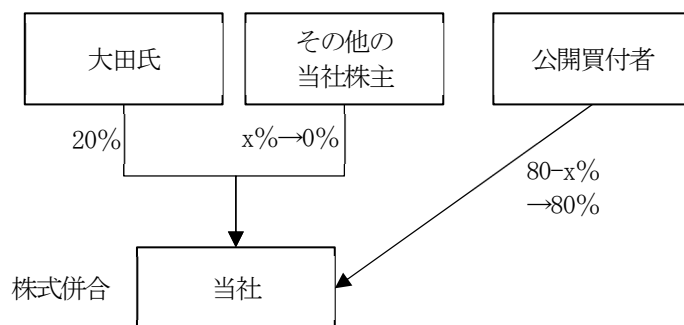 大田氏
その他の
当社株主
公開買付者
20%
x%→0%
80-x%
→80%
株式併合
当社